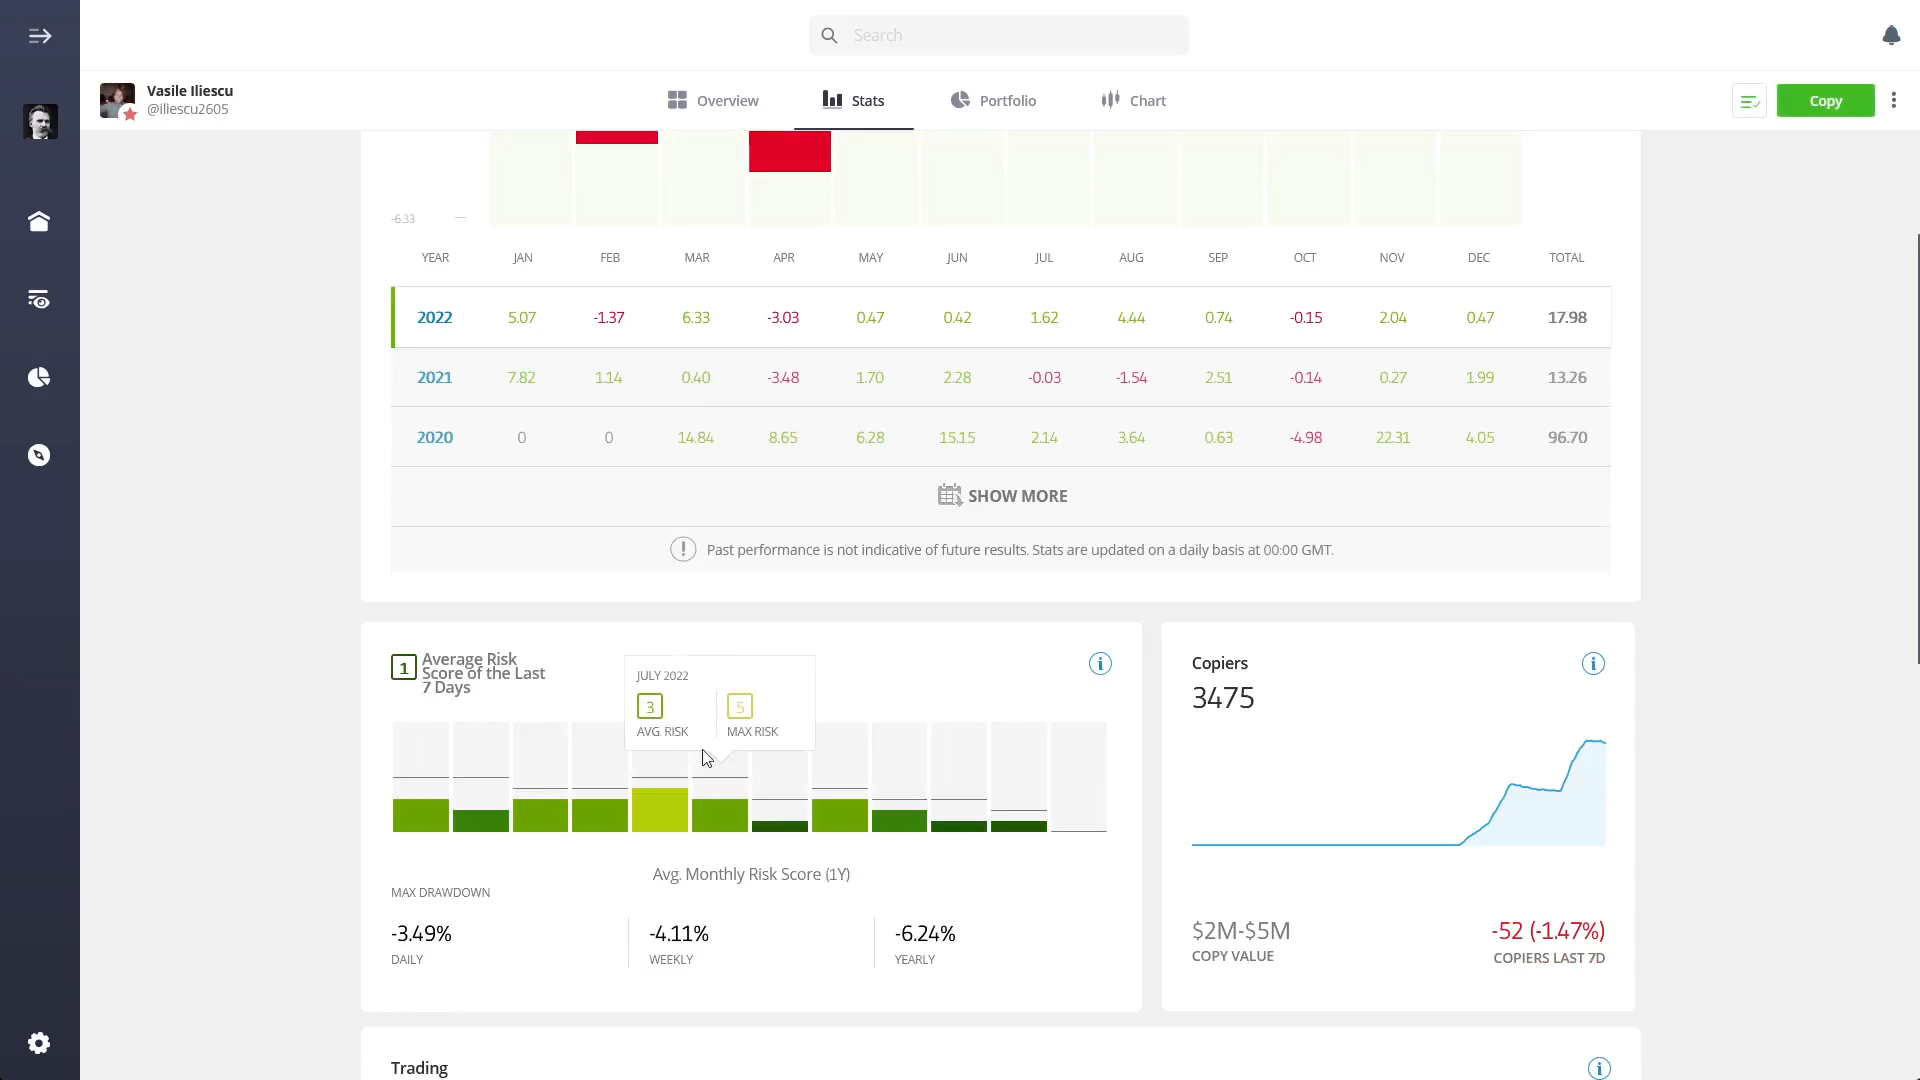 Search
Vasile Iliescu
@iliescu2605
Overview
Stats
Portfolio
Chart
Copy
-6.33
YEAR JAN FEB MAR APR MAY JUN JUL AUG SEP OCT NOV DEC TOTAL
2022 5.07 -1.37 6.33 -3.03 0.47 0.42 1.62 4.44 0.74 -0.15 2.04 0.47 17.98
2021 7.82 1.14 0.40 -3.48 1.70 2.28 -0.03 -1.54 2.51 -0.14 0.27 1.99 13.26
2020 0 0 14.84 8.65 6.28 15.15 2.14 3.64 0.63 -4.98 22.31 4.05 96.70
SHOW MORE
Past performance is not indicative of future results. Stats are updated on a daily basis at 00:00 GMT.
1
Average Risk
Score of the Last
7 Days
JULY 2022
3 5
AVG. RISK MAX RISK
Avg. Monthly Risk Score (1Y)
MAX DRAWDOWN
-3.49% -4.11% -6.24%
DAILY WEEKLY YEARLY
Copiers
3475
$2M-$5M -52 (-1.47%)
COPY VALUE COPIERS LAST 7D
Trading